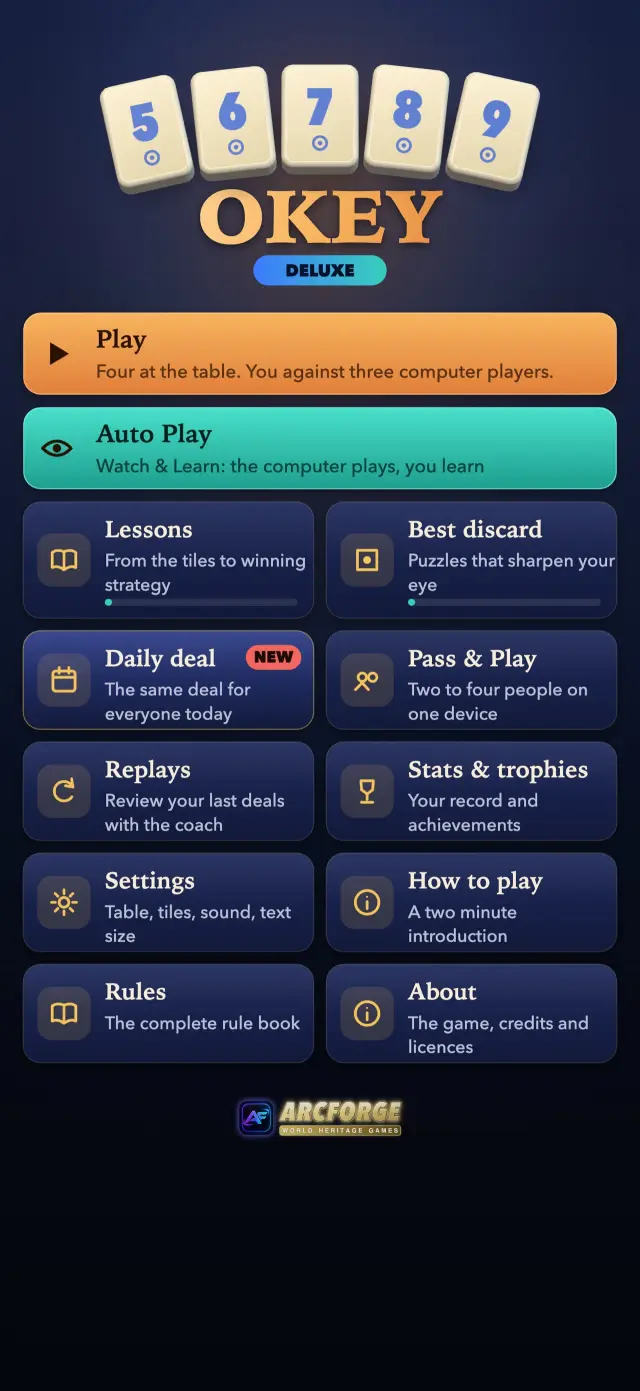 5 6 7 8 9
OKEY
DELUXE
Play
Four at the table. You against three computer players.
Auto Play
Watch & Learn: the computer plays, you learn
Lessons
From the tiles to winning
strategy
Best discard
Puzzles that sharpen your
eye
Daily deal
NEW
The same deal for
everyone today
Pass & Play
Two to four people on
one device
Replays
Review your last deals
with the coach
Stats & trophies
Your record and
achievements
Settings
Table, tiles, sound, text
size
How to play
A two minute
introduction
Rules
The complete rule book
About
The game, credits and
licences
AF
ARCFORGE
WORLD HERITAGE GAMES